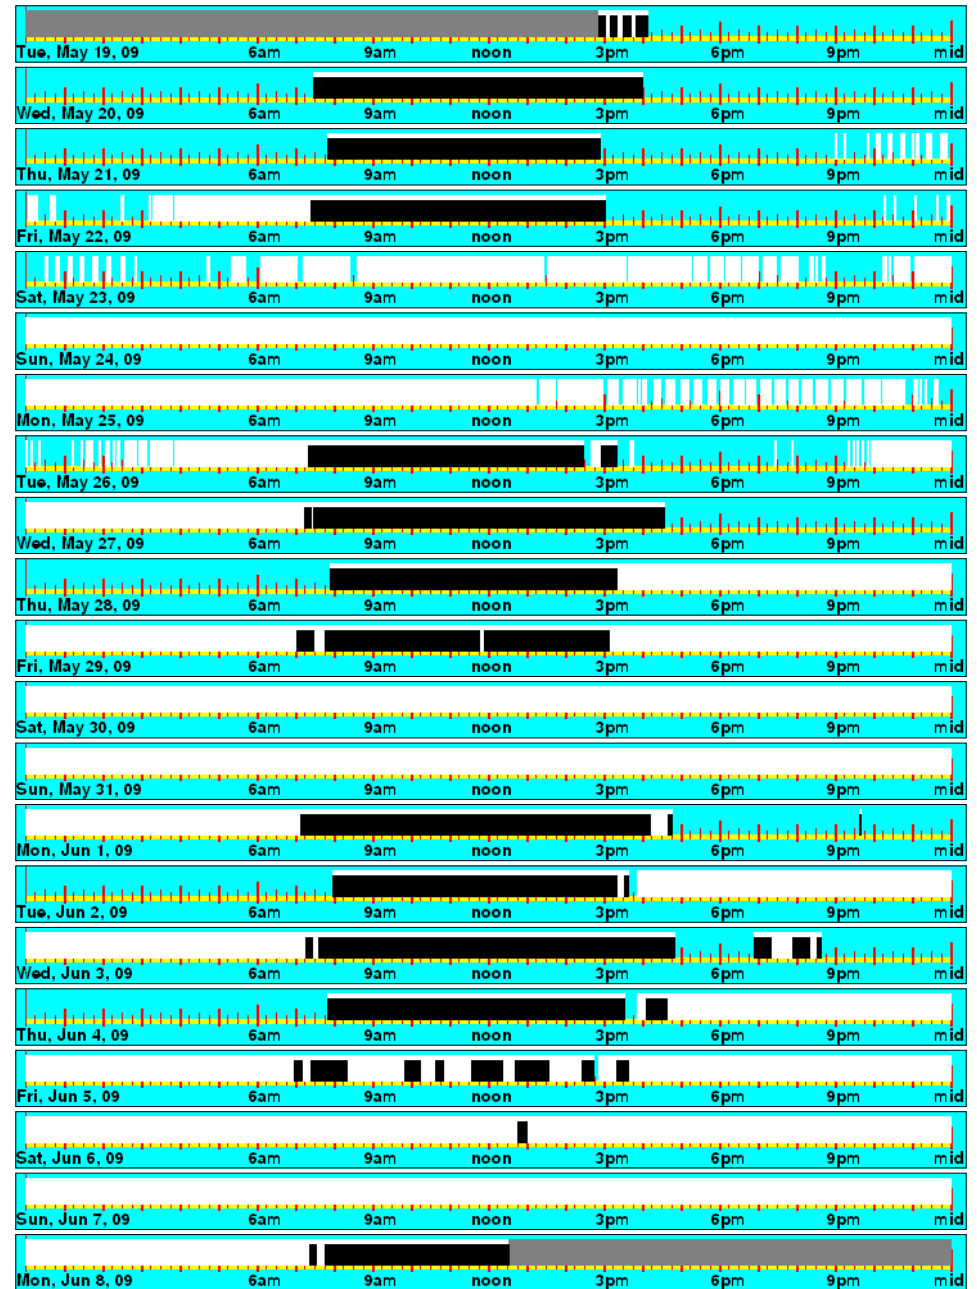 Tue, May 19, 09 6am 9am noon 3pm 6pm 9pm mid
Wed, May 20, 09 6am 9am noon 3pm 6pm 9pm mid
Thu, May 21, 09 6am 9am noon 3pm 6pm 9pm mid
Fri, May 22, 09 6am 9am noon 3pm 6pm 9pm mid
Sat, May 23, 09 6am 9am noon 3pm 6pm 9pm mid
Sun, May 24, 09 6am 9am noon 3pm 6pm 9pm mid
Mon, May 25, 09 6am 9am noon 3pm 6pm 9pm mid
Tue, May 26, 09 6am 9am noon 3pm 6pm 9pm mid
Wed, May 27, 09 6am 9am noon 3pm 6pm 9pm mid
Thu, May 28, 09 6am 9am noon 3pm 6pm 9pm mid
Fri, May 29, 09 6am 9am noon 3pm 6pm 9pm mid
Sat, May 30, 09 6am 9am noon 3pm 6pm 9pm mid
Sun, May 31, 09 6am 9am noon 3pm 6pm 9pm mid
Mon, Jun 1, 09 6am 9am noon 3pm 6pm 9pm mid
Tue, Jun 2, 09 6am 9am noon 3pm 6pm 9pm mid
Wed, Jun 3, 09 6am 9am noon 3pm 6pm 9pm mid
Thu, Jun 4, 09 6am 9am noon 3pm 6pm 9pm mid
Fri, Jun 5, 09 6am 9am noon 3pm 6pm 9pm mid
Sat, Jun 6, 09 6am 9am noon 3pm 6pm 9pm mid
Sun, Jun 7, 09 6am 9am noon 3pm 6pm 9pm mid
Mon, Jun 8, 09 6am 9am noon 3pm 6pm 9pm mid